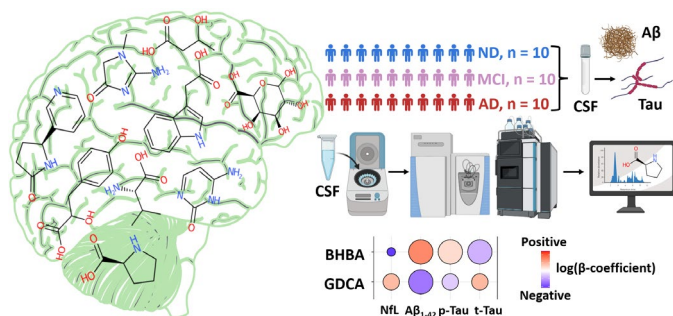 ND, n = 10
MCI, n = 10
AD, n = 10
Aβ
CSF
Tau
CSF
BHBA
GDCA
NfL Aβ1-42 p-Tau t-Tau
Positive
log(β-coefficient)
Negative